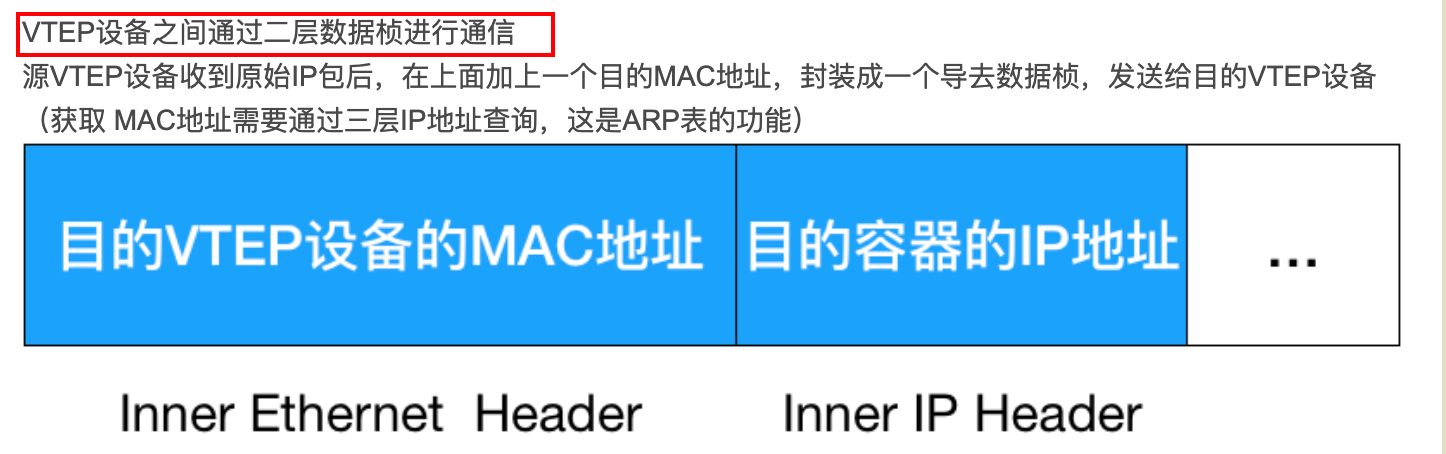 VTEP设备之间通过二层数据桢进行通信
源VTEP设备收到原始IP包后，在上面加上一个目的MAC地址，封装成一个导去数据桢，发送给目的VTEP设备
（获取 MAC地址需要通过三层IP地址查询，这是ARP表的功能）
目的VTEP设备的MAC地址 目的容器的IP地址 ...
Inner Ethernet Header Inner IP Header